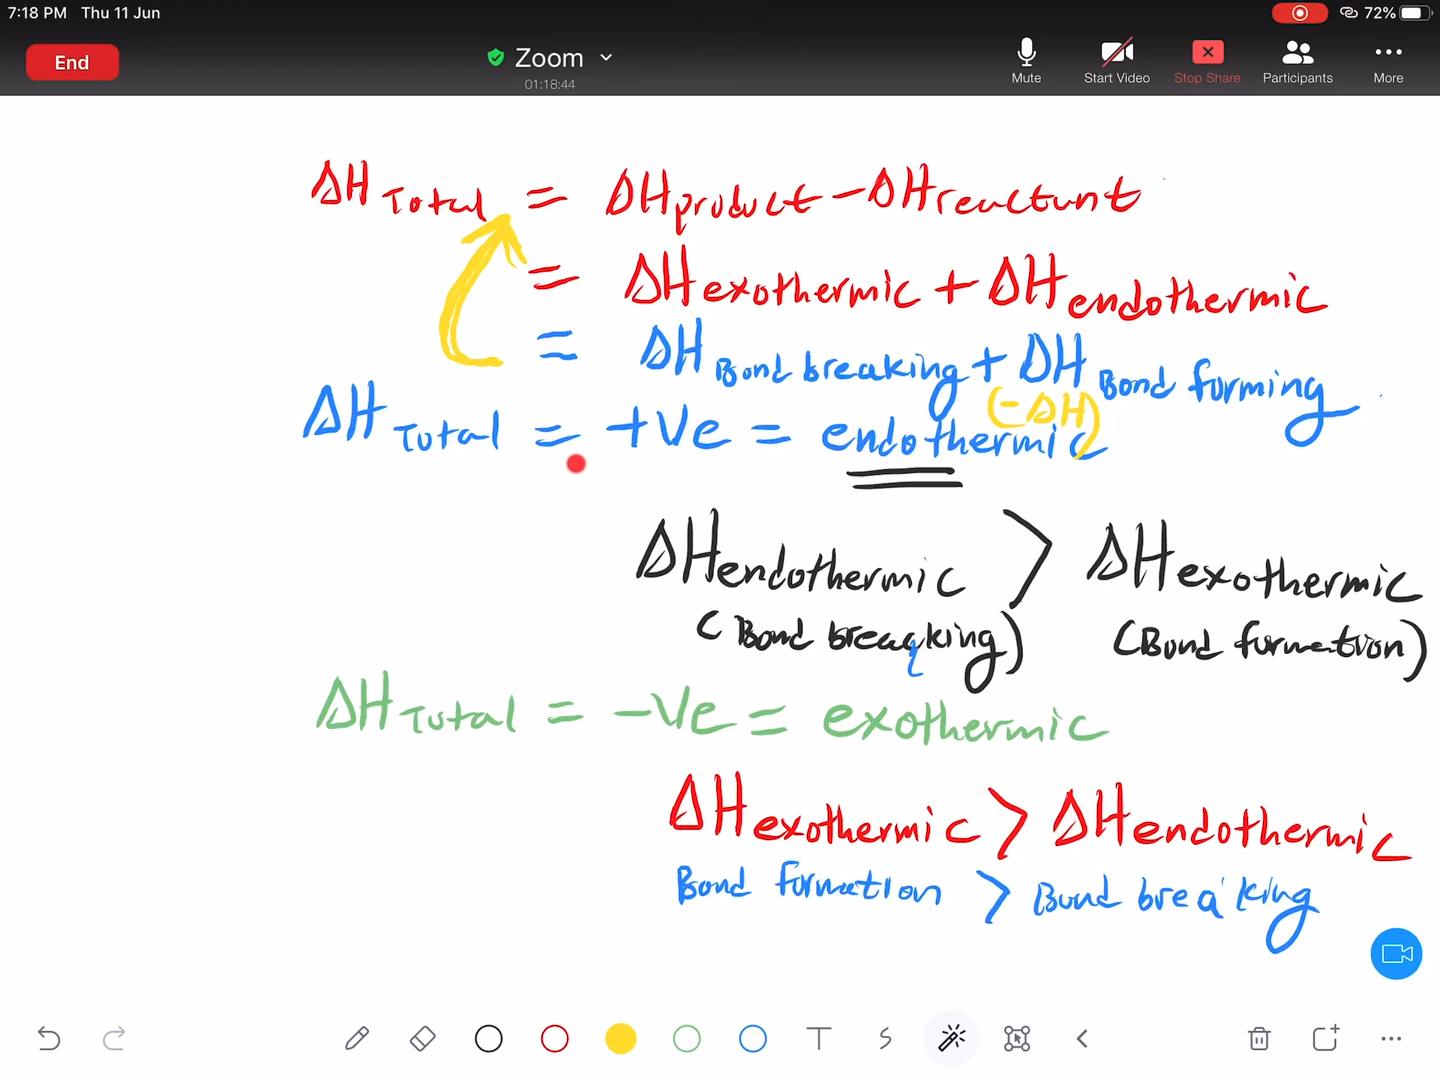 7:18 PM Thu 11 Jun
72%
End
Zoom
01:18:44
Mute
Start Video
Stop Share
Participants
More
ΔH Total = ΔHproduct - ΔHreactant
= ΔHexothermic + ΔHendothermic
= ΔH Bond breaking + ΔH Bond forming
(-ΔH)
ΔH Total = +ve = endothermic
ΔHendothermic > ΔHexothermic
(Bond breaking) (Bond formation)
ΔH Total = -ve = exothermic
ΔHexothermic > ΔHendothermic
Bond formation > Bond breaking
T